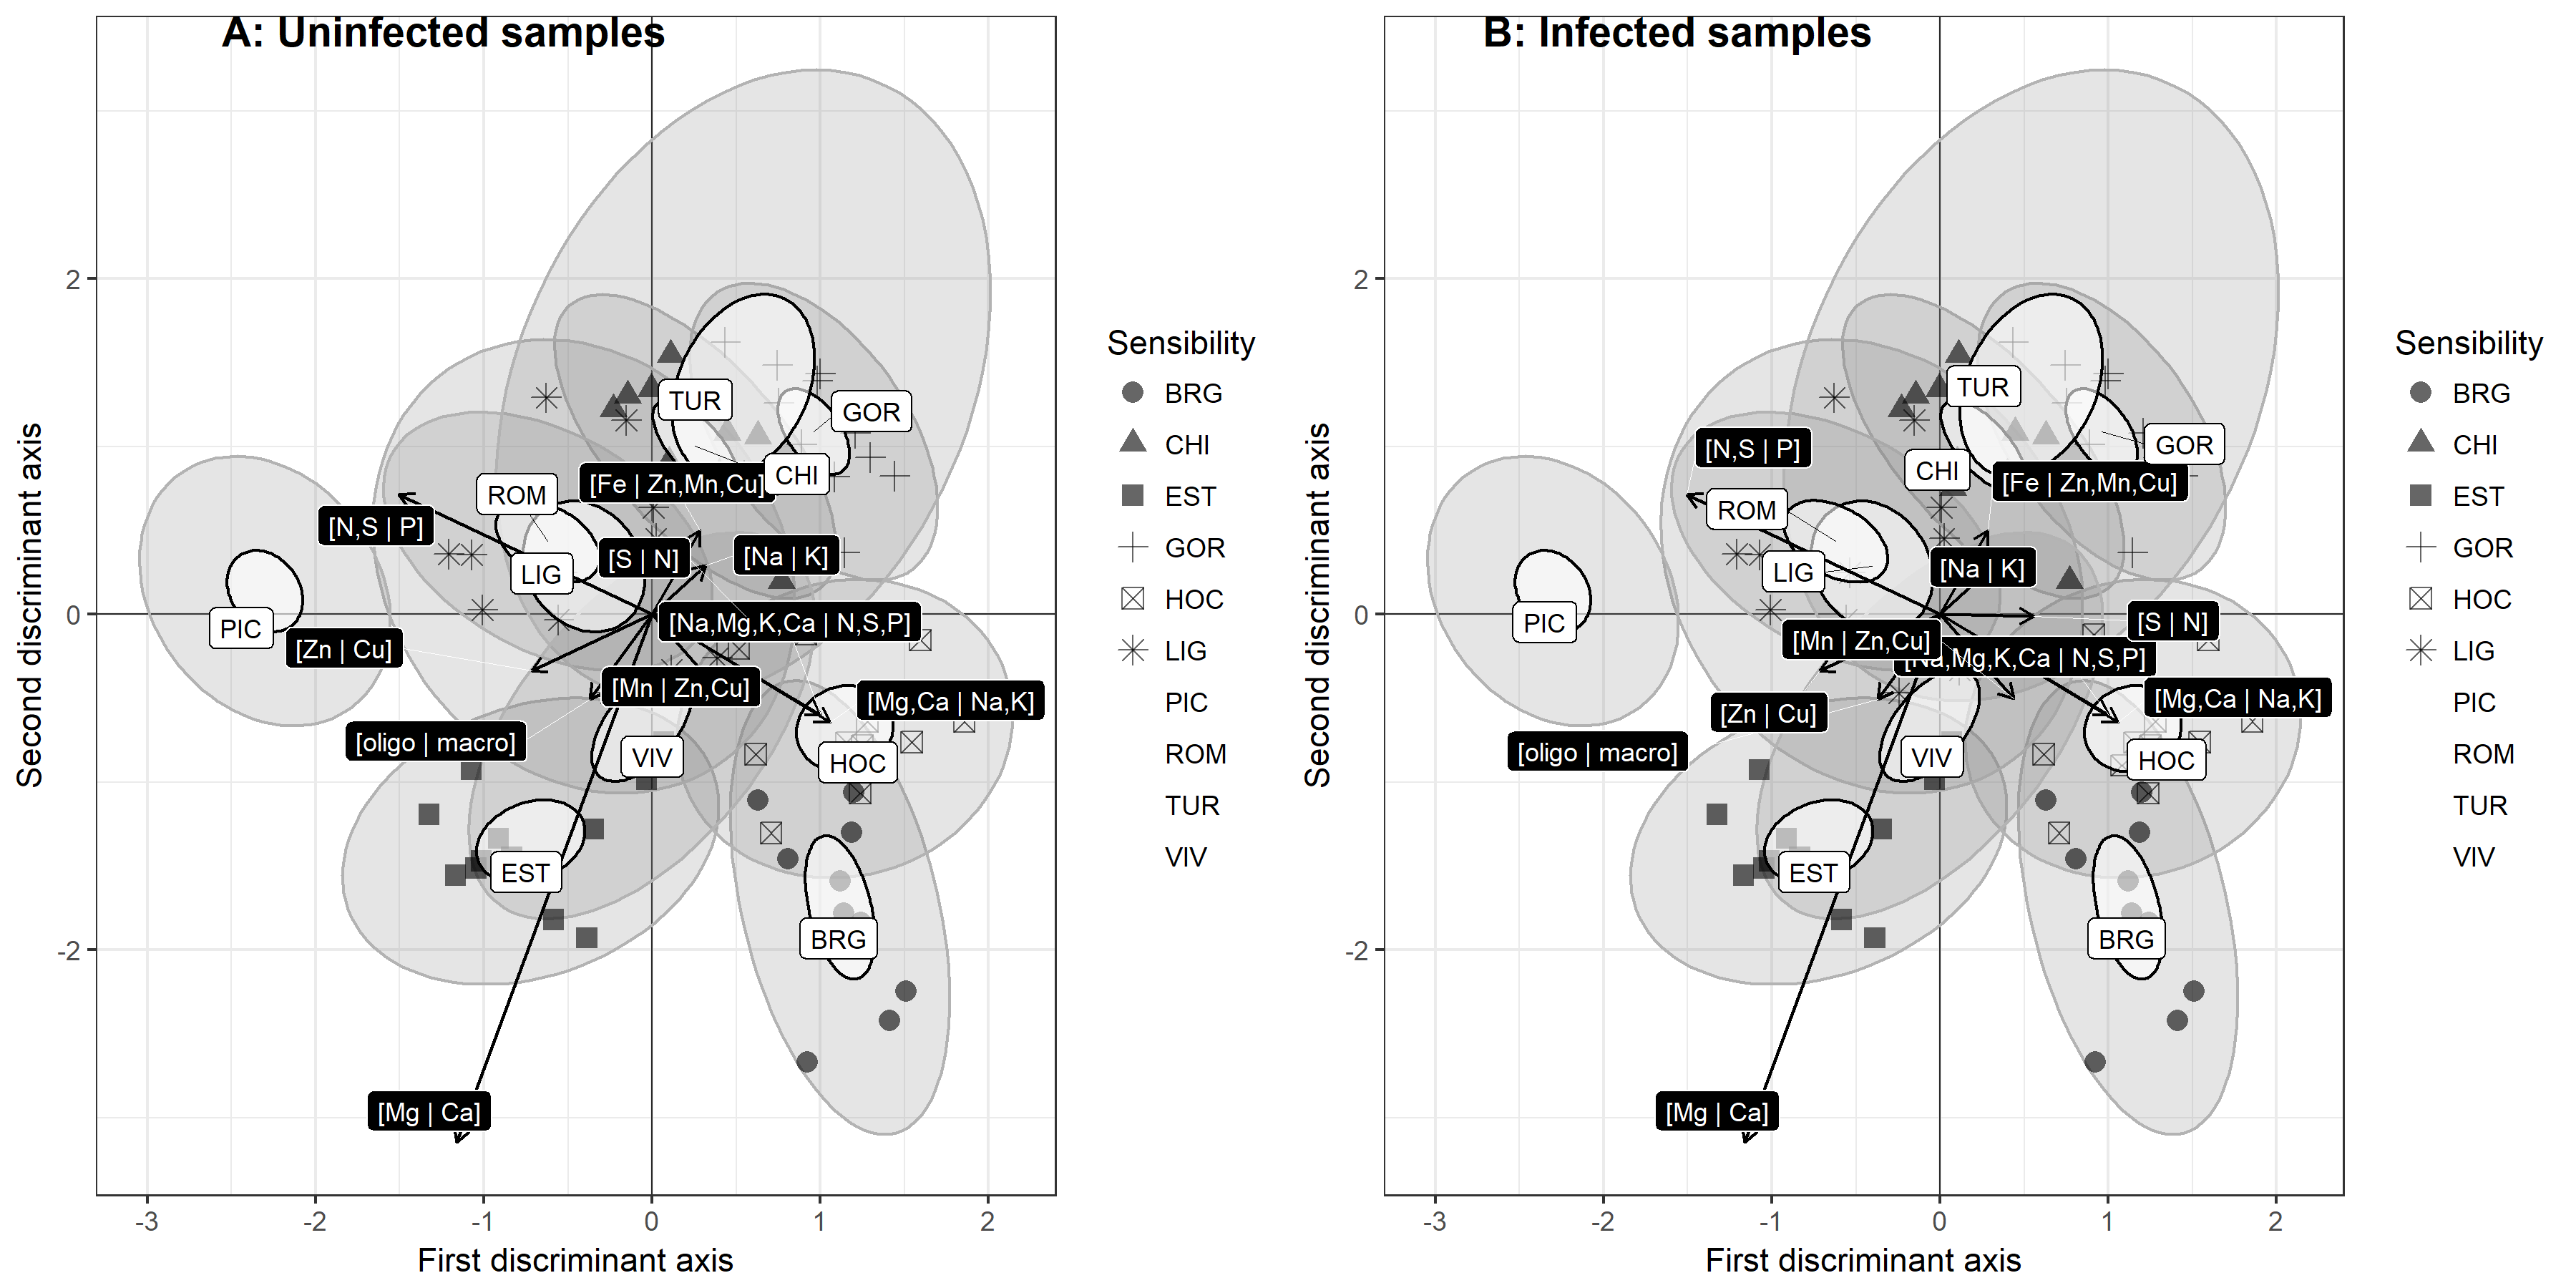 A: Uninfected samples
Second discriminant axis
2
0
-2
-3
-2
-1
0
1
2
First discriminant axis
TUR
GOR
CHI
[Fe | Zn,Mn,Cu]
ROM
[N,S | P]
[S | N]
[Na | K]
LIG
PIC
[Na,Mg,K,Ca | N,S,P]
[Zn | Cu]
[Mn | Zn,Cu]
[Mg,Ca | Na,K]
[oligo | macro]
VIV
HOC
EST
BRG
[Mg | Ca]
Sensibility
BRG
CHI
EST
GOR
HOC
LIG
PIC
ROM
TUR
VIV
B: Infected samples
Second discriminant axis
2
0
-2
-3
-2
-1
0
1
2
First discriminant axis
TUR
GOR
[N,S | P]
CHI
[Fe | Zn,Mn,Cu]
ROM
LIG
[Na | K]
PIC
[S | N]
[Mn | Zn,Cu]
[Na,Mg,K,Ca | N,S,P]
[Mg,Ca | Na,K]
[Zn | Cu]
[oligo | macro]
VIV
HOC
EST
BRG
[Mg | Ca]
Sensibility
BRG
CHI
EST
GOR
HOC
LIG
PIC
ROM
TUR
VIV